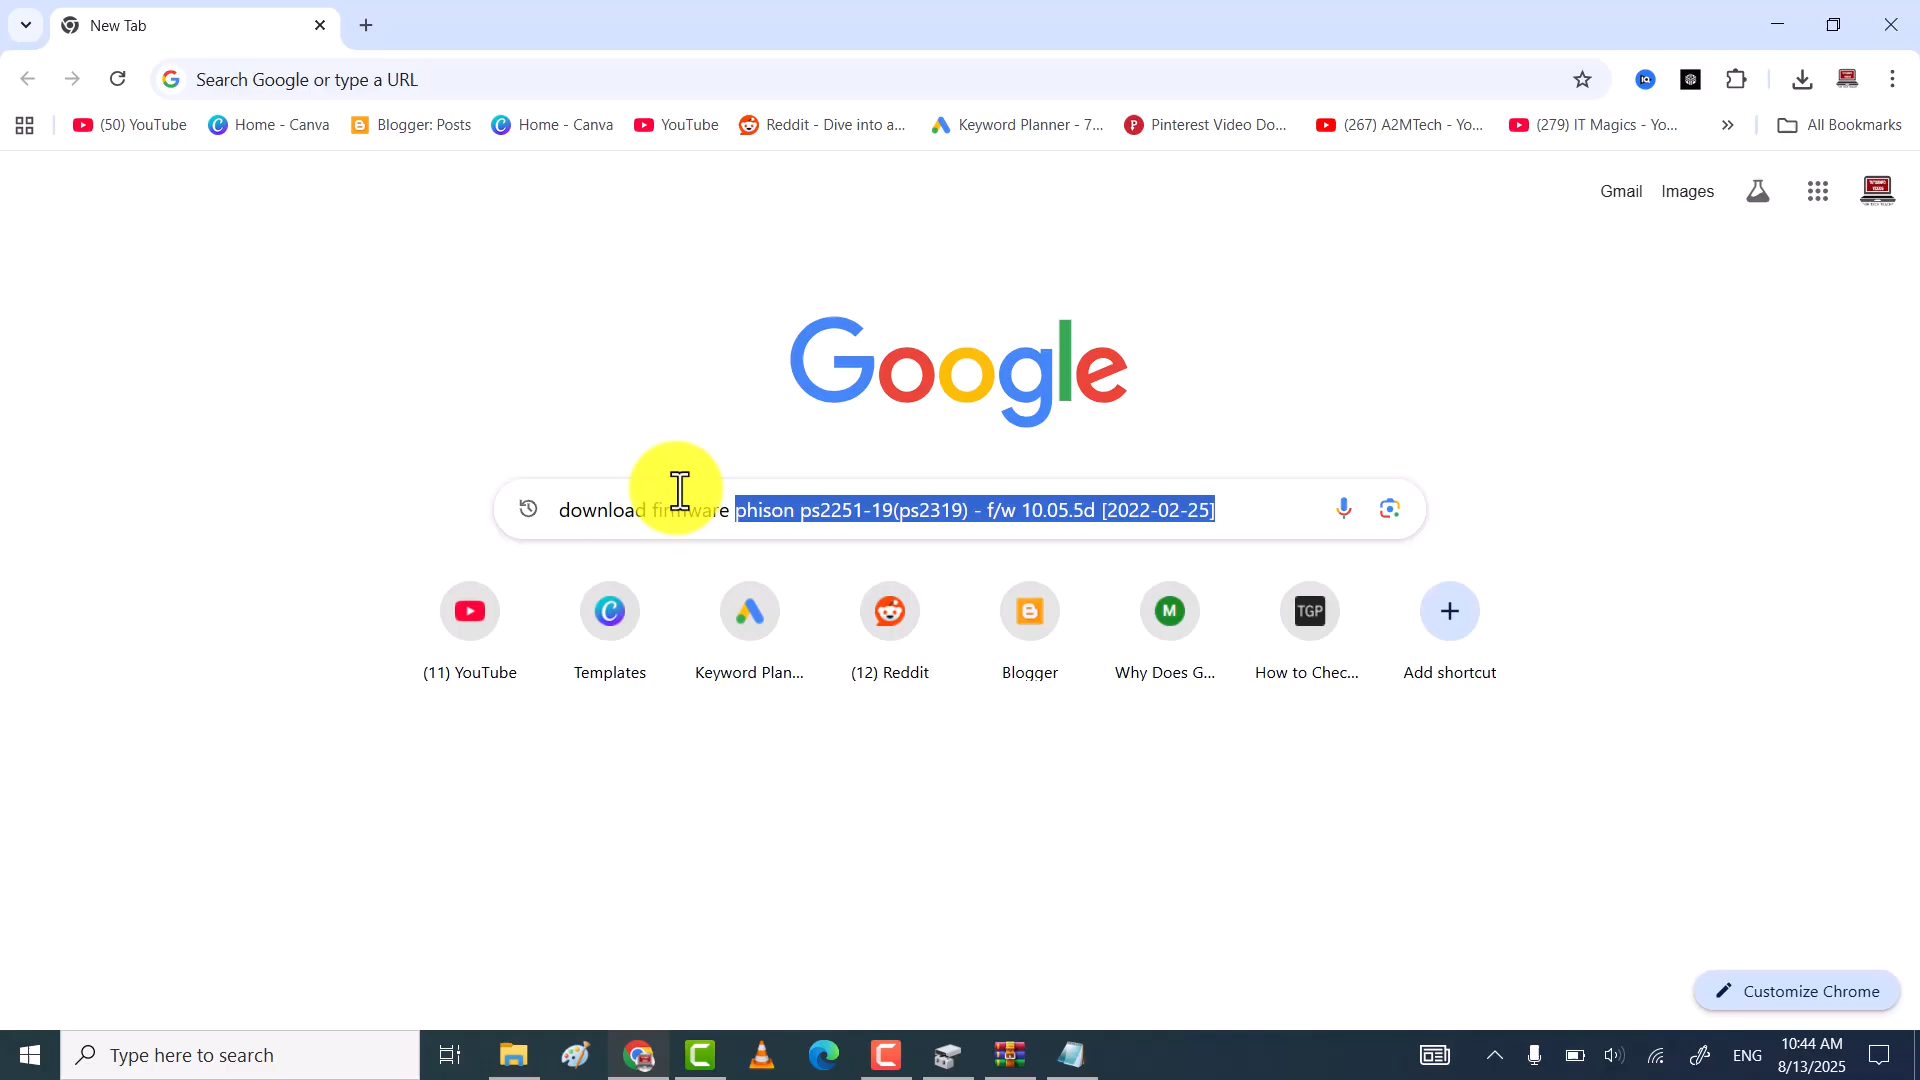 New Tab
Search Google or type a URL
(50) YouTube
Home - Canva
Blogger: Posts
Home - Canva
YouTube
Reddit - Dive into a...
Keyword Planner - 7...
Pinterest Video Do...
(267) A2MTech - Yo...
(279) IT Magics - Yo...
All Bookmarks
Gmail
Images
Google
download firmware phison ps2251-19(ps2319) - f/w 10.05.5d [2022-02-25]
M
TGP
(11) YouTube
Templates
Keyword Plan...
(12) Reddit
Blogger
Why Does G...
How to Chec...
Add shortcut
Customize Chrome
Type here to search
ENG
10:44 AM
8/13/2025